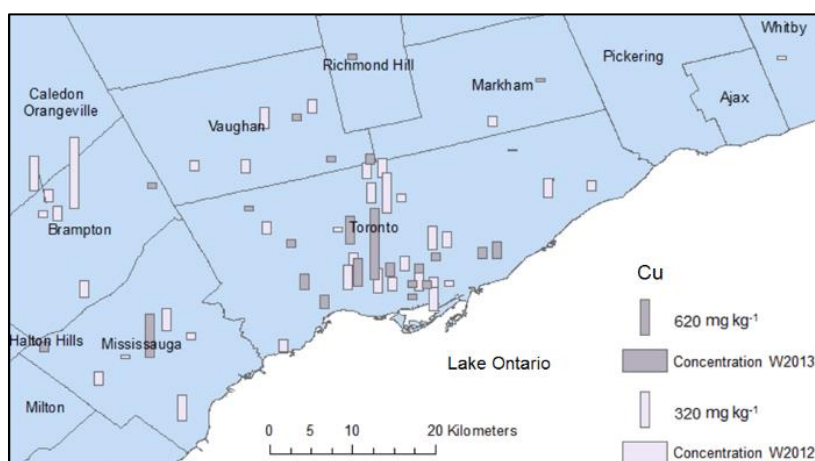 Whitby
Richmond Hill
Pickering
Markham
Caledon
Orangeville
Ajax
Vaughan
Brampton
Toronto
Cu
620 mg kg⁻¹
Halton Hills
Mississauga
Lake Ontario
Concentration W2013
Milton
320 mg kg⁻¹
0 5 10 20 Kilometers
Concentration W2012